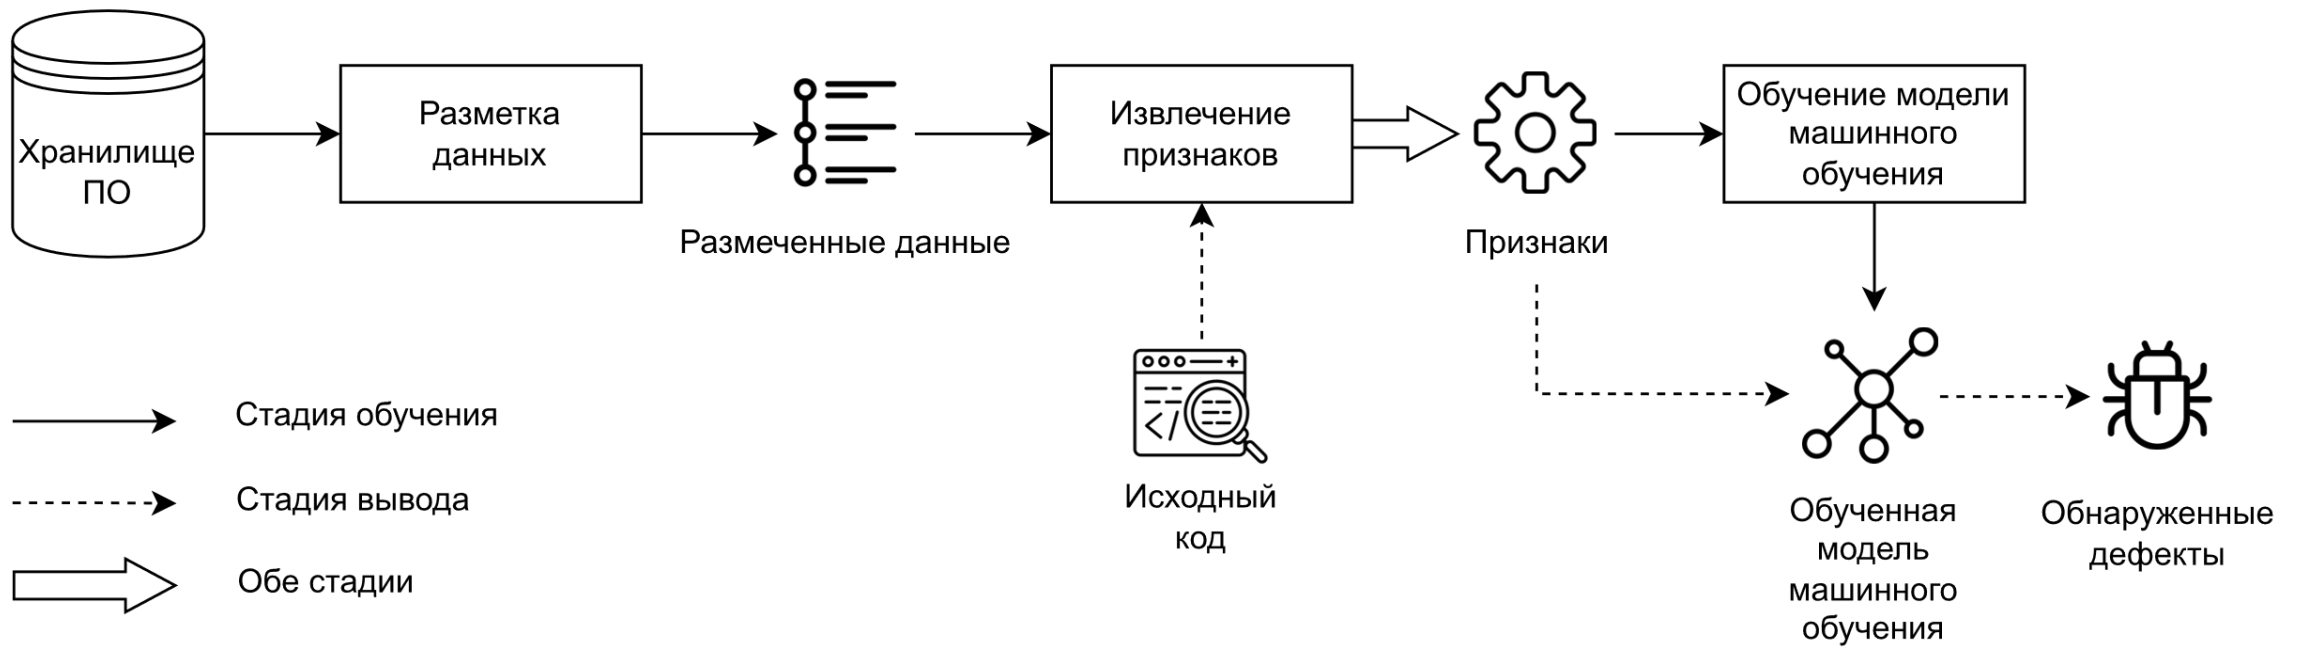 Хранилище
ПО
Разметка
данных
Размеченные данные
Извлечение
признаков
Признаки
Обучение модели
машинного
обучения
Исходный
код
Обученная
модель
машинного
обучения
Обнаруженные
дефекты
Стадия обучения
Стадия вывода
Обе стадии